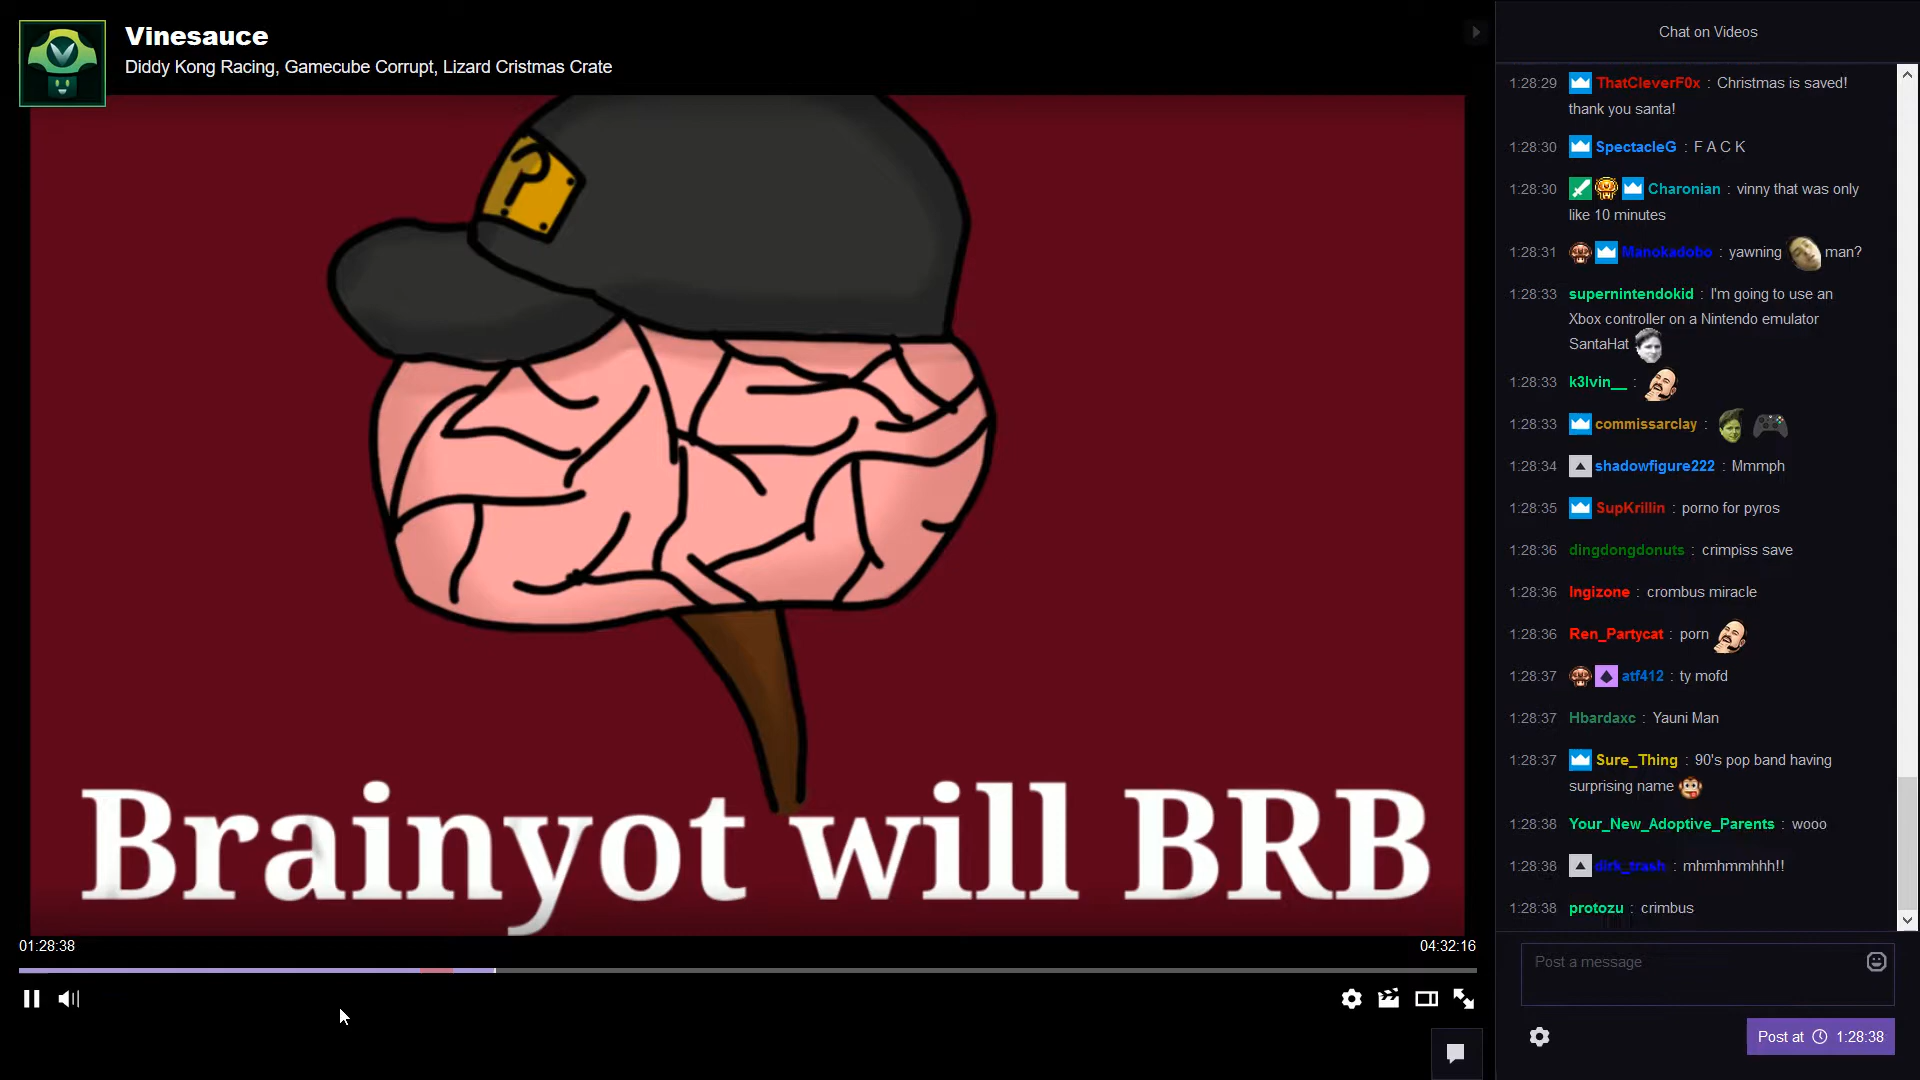 Vinesauce
Diddy Kong Racing, Gamecube Corrupt, Lizard Cristmas Crate
?
Brainyot will BRB
01:28:38
04:32:16
Chat on Videos
1:28:29 ThatCleverF0x : Christmas is saved!
thank you santa!
1:28:30 SpectacleG : F A C K
1:28:30 Charonian : vinny that was only
like 10 minutes
1:28:31 Manokadobo : yawning man?
1:28:33 supernintendokid : I'm going to use an
Xbox controller on a Nintendo emulator
SantaHat
1:28:33 k3lvin__ :
1:28:33 commissarclay :
1:28:34 shadowfigure222 : Mmmph
1:28:35 SupKrillin : porno for pyros
1:28:36 dingdongdonuts : crimpiss save
1:28:36 Ingizone : crombus miracle
1:28:36 Ren_Partycat : porn
1:28:37 atf412 : ty mofd
1:28:37 Hbardaxc : Yauni Man
1:28:37 Sure_Thing : 90's pop band having
surprising name
1:28:38 Your_New_Adoptive_Parents : wooo
1:28:38 dirk_trash : mhmhmmhhh!!
1:28:38 protozu : crimbus
Post a message
Post at 1:28:38